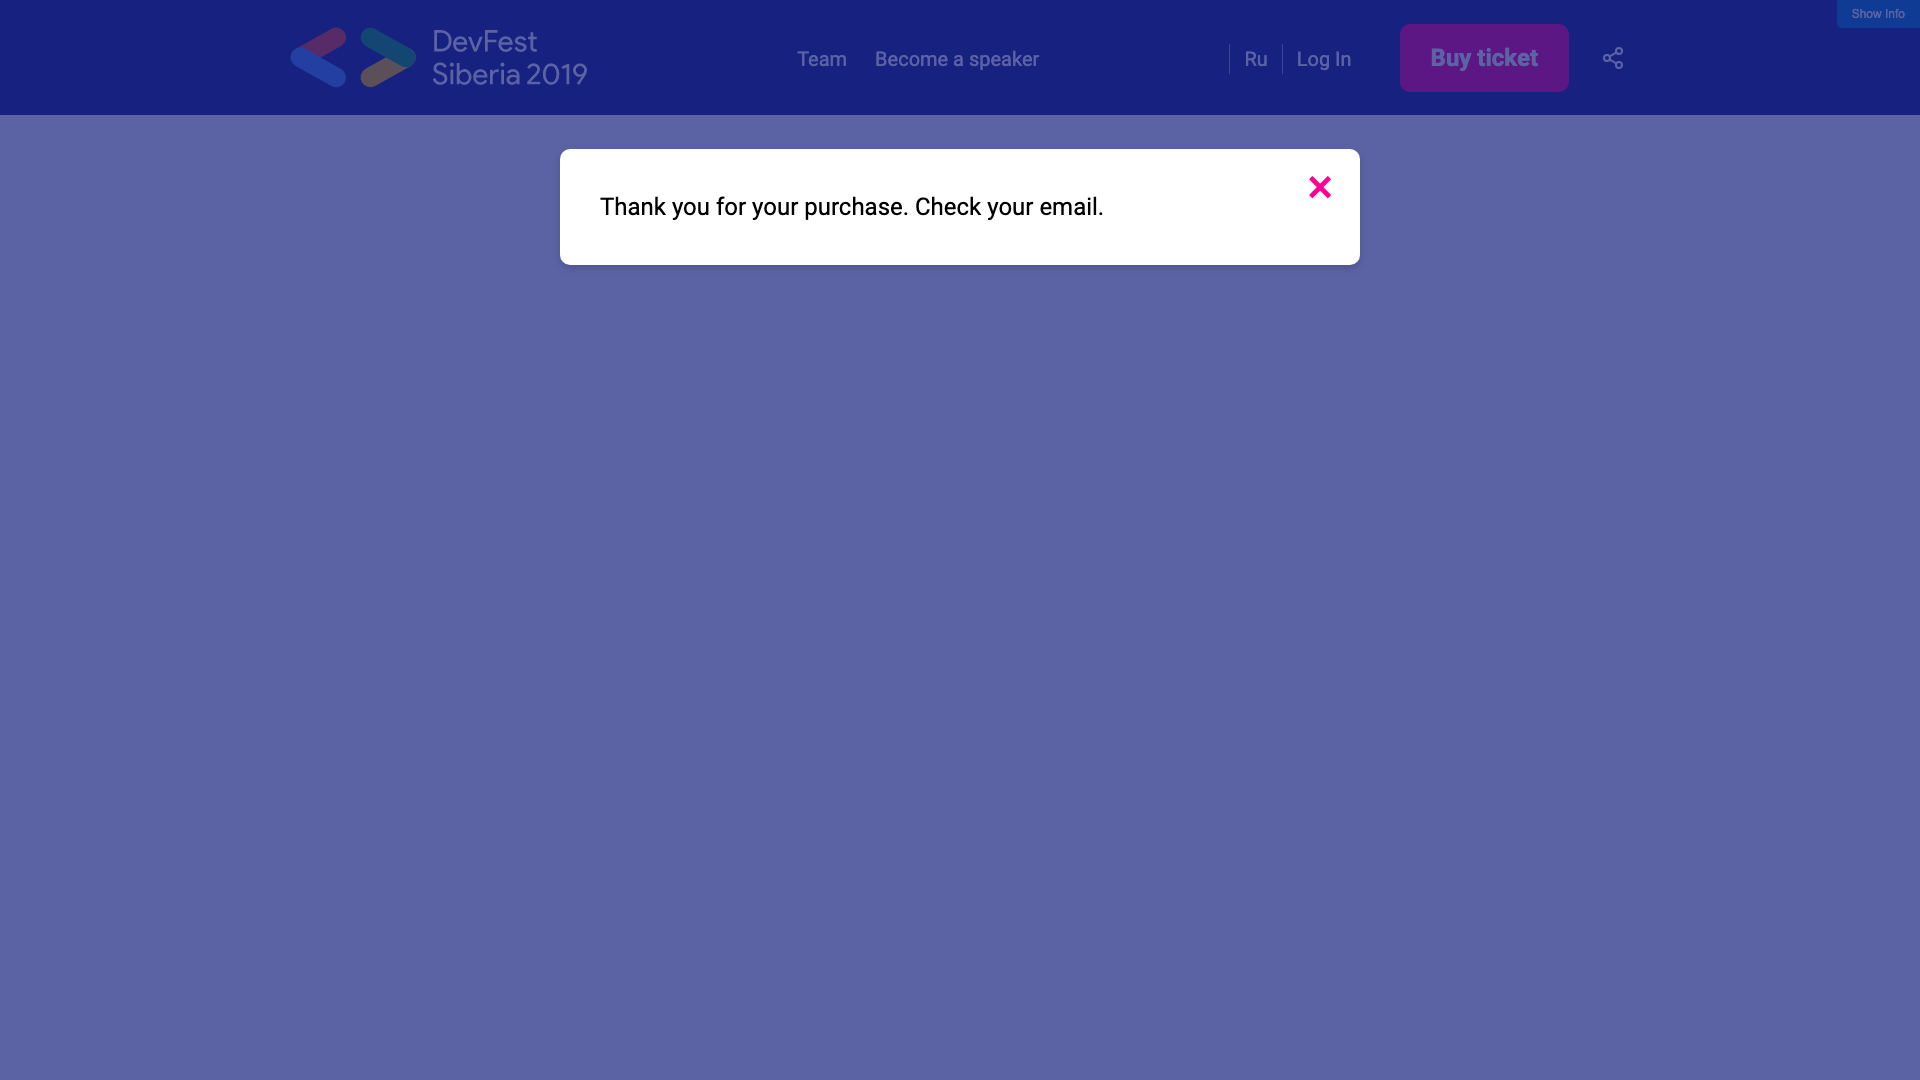 Show Info
DevFest
Siberia 2019
Team
Become a speaker
Ru
Log In
Buy ticket
Thank you for your purchase. Check your email.